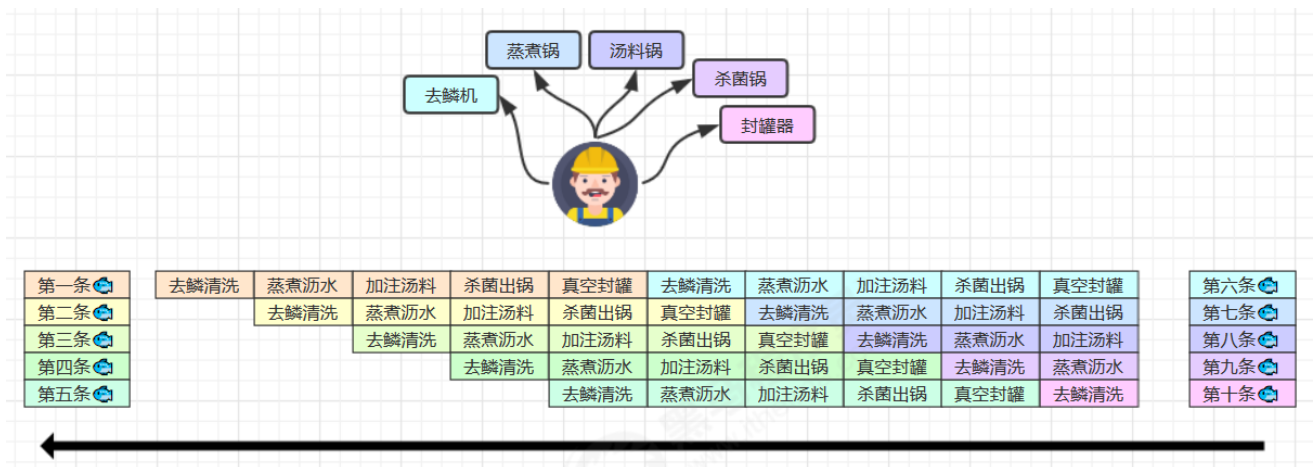 蒸煮锅 汤料锅
杀菌锅
去鳞机
封罐器
第一条 去鳞清洗 蒸煮沥水 加注汤料 杀菌出锅 真空封罐 去鳞清洗 蒸煮沥水 加注汤料 杀菌出锅 真空封罐 第六条
第二条 去鳞清洗 蒸煮沥水 加注汤料 杀菌出锅 真空封罐 去鳞清洗 蒸煮沥水 加注汤料 杀菌出锅 第七条
第三条 去鳞清洗 蒸煮沥水 加注汤料 杀菌出锅 真空封罐 去鳞清洗 蒸煮沥水 加注汤料 第八条
第四条 去鳞清洗 蒸煮沥水 加注汤料 杀菌出锅 真空封罐 去鳞清洗 蒸煮沥水 第九条
第五条 去鳞清洗 蒸煮沥水 加注汤料 杀菌出锅 真空封罐 去鳞清洗 第十条